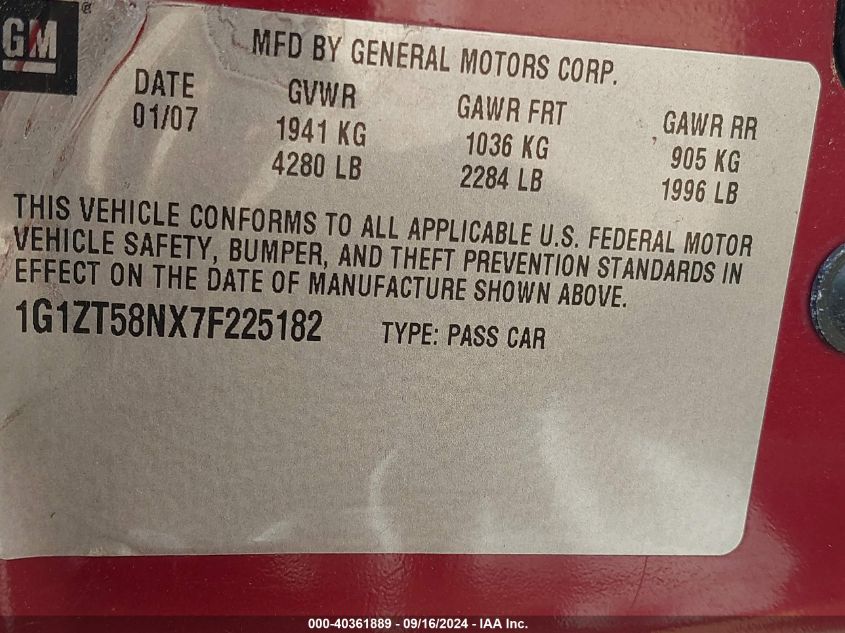 GM ®
MFD BY GENERAL MOTORS CORP.
DATE GVWR GAWR FRT GAWR RR
01/07 1941 KG 1036 KG 905 KG
4280 LB 2284 LB 1996 LB
THIS VEHICLE CONFORMS TO ALL APPLICABLE U.S. FEDERAL MOTOR
VEHICLE SAFETY, BUMPER, AND THEFT PREVENTION STANDARDS IN
EFFECT ON THE DATE OF MANUFACTURE SHOWN ABOVE.
1G1ZT58NX7F225182 TYPE: PASS CAR
000-40361889 - 09/16/2024 - IAA Inc.